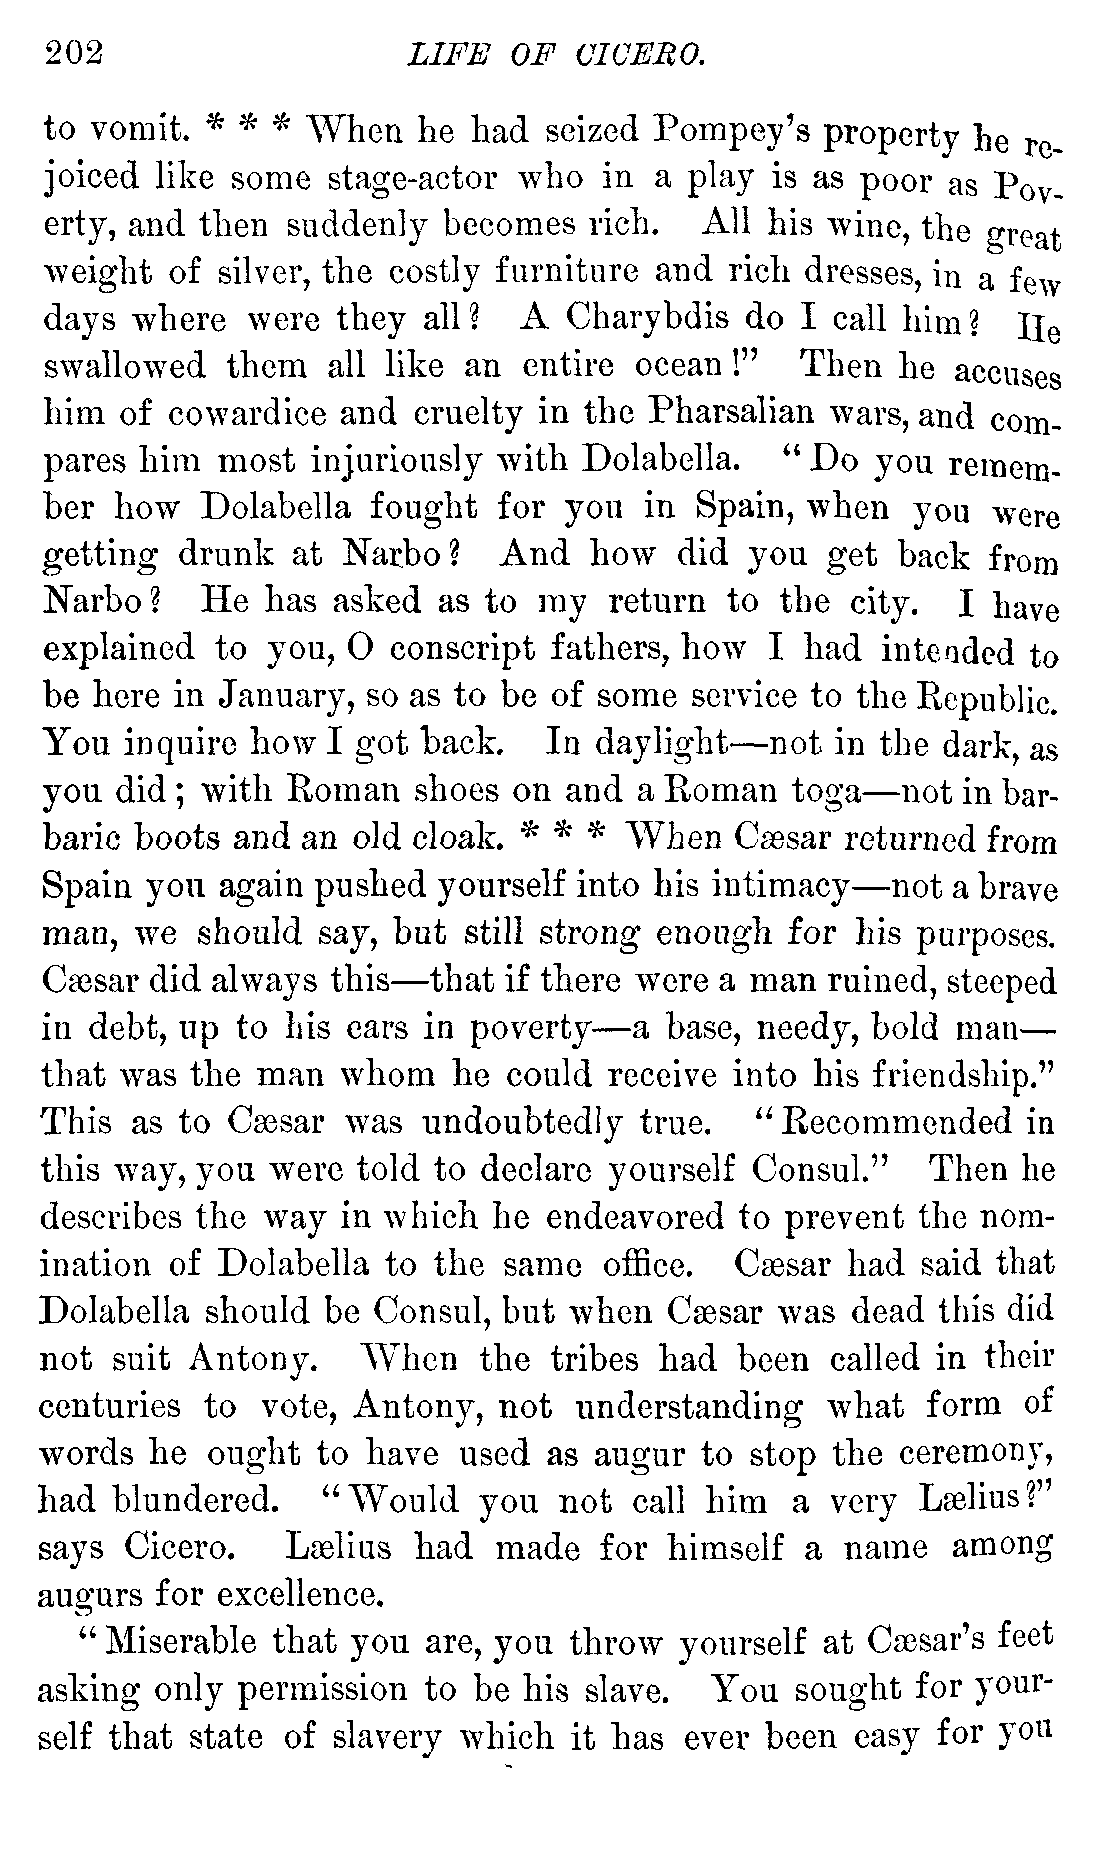 202 LIFE OF CICERO.
to vomit. * * * When he had seized Pompey's property he re-
joiced like some stage-actor who in a play is as poor as Pov-
erty, and then suddenly becomes rich. All his wine, the great
weight of silver, the costly furniture and rich dresses, in a few
days where were they all? A Charybdis do I call him? He
swallowed them all like an entire ocean!" Then he accuses
him of cowardice and cruelty in the Pharsalian wars, and com-
pares him most injuriously with Dolabella. "Do you remem-
ber how Dolabella fought for you in Spain, when you were
getting drunk at Narbo? And how did you get back from
Narbo? He has asked as to my return to the city. I have
explained to you, O conscript fathers, how I had intended to
be here in January, so as to be of some service to the Republic.
You inquire how I got back. In daylight—not in the dark, as
you did; with Roman shoes on and a Roman toga—not in bar-
baric boots and an old cloak. * * * When Cæsar returned from
Spain you again pushed yourself into his intimacy—not a brave
man, we should say, but still strong enough for his purposes.
Cæsar did always this—that if there were a man ruined, steeped
in debt, up to his ears in poverty—a base, needy, bold man—
that was the man whom he could receive into his friendship."
This as to Cæsar was undoubtedly true. "Recommended in
this way, you were told to declare yourself Consul." Then he
describes the way in which he endeavored to prevent the nom-
ination of Dolabella to the same office. Cæsar had said that
Dolabella should be Consul, but when Cæsar was dead this did
not suit Antony. When the tribes had been called in their
centuries to vote, Antony, not understanding what form of
words he ought to have used as augur to stop the ceremony,
had blundered. "Would you not call him a very Lælius?"
says Cicero. Lælius had made for himself a name among
augurs for excellence.
"Miserable that you are, you throw yourself at Cæsar's feet
asking only permission to be his slave. You sought for your-
self that state of slavery which it has ever been easy for you